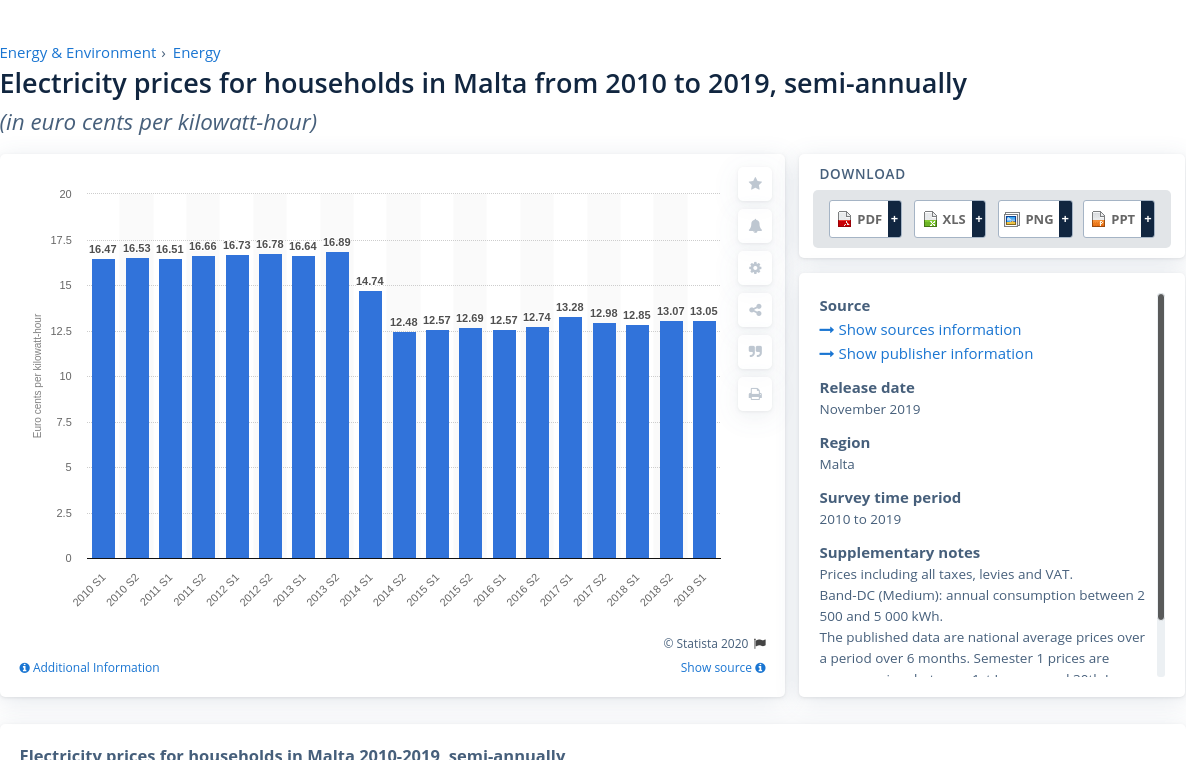 Energy & Environment › Energy
Electricity prices for households in Malta from 2010 to 2019, semi-annually
(in euro cents per kilowatt-hour)
Euro cents per kilowatt-hour
20
17.5
15
12.5
10
7.5
5
2.5
0
16.47 16.53 16.51 16.66 16.73 16.78 16.64 16.89 14.74 12.48 12.57 12.69 12.57 12.74 13.28 12.98 12.85 13.07 13.05
2010 S1 2010 S2 2011 S1 2011 S2 2012 S1 2012 S2 2013 S1 2013 S2 2014 S1 2014 S2 2015 S1 2015 S2 2016 S1 2016 S2 2017 S1 2017 S2 2018 S1 2018 S2 2019 S1
© Statista 2020
Additional Information
Show source
DOWNLOAD
PDF + XLS + PNG + PPT +
Source
Show sources information
Show publisher information
Release date
November 2019
Region
Malta
Survey time period
2010 to 2019
Supplementary notes
Prices including all taxes, levies and VAT.
Band-DC (Medium): annual consumption between 2
500 and 5 000 kWh.
The published data are national average prices over
a period over 6 months. Semester 1 prices are
Electricity prices for households in Malta 2010-2019, semi-annually